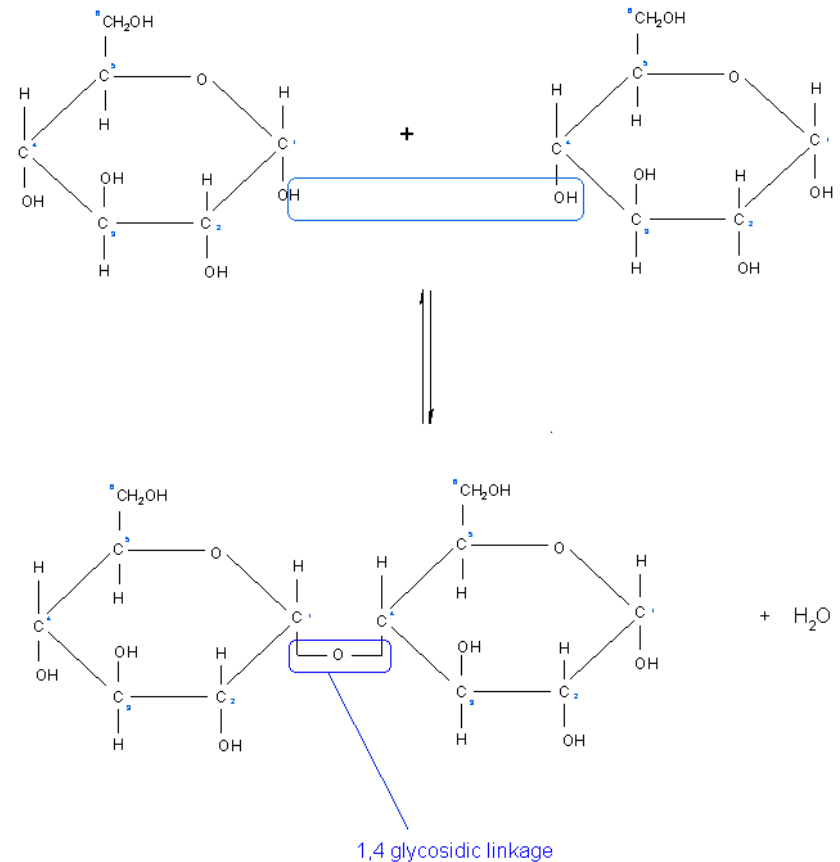 ⁶CH₂OH ⁶CH₂OH
C⁵ O C⁵ O
H H H H
H H
+
C⁴ C¹ C⁴ C¹
OH H OH H
OH OH OH OH
C₃ C₂ C₃ C₂
H OH H OH
⁶CH₂OH ⁶CH₂OH
C⁵ O C⁵ O
H H H H
H H
C⁴ C¹ C⁴ C¹ + H₂O
OH H O OH H
OH OH
C₃ C₂ C₃ C₂
H OH H OH
1,4 glycosidic linkage